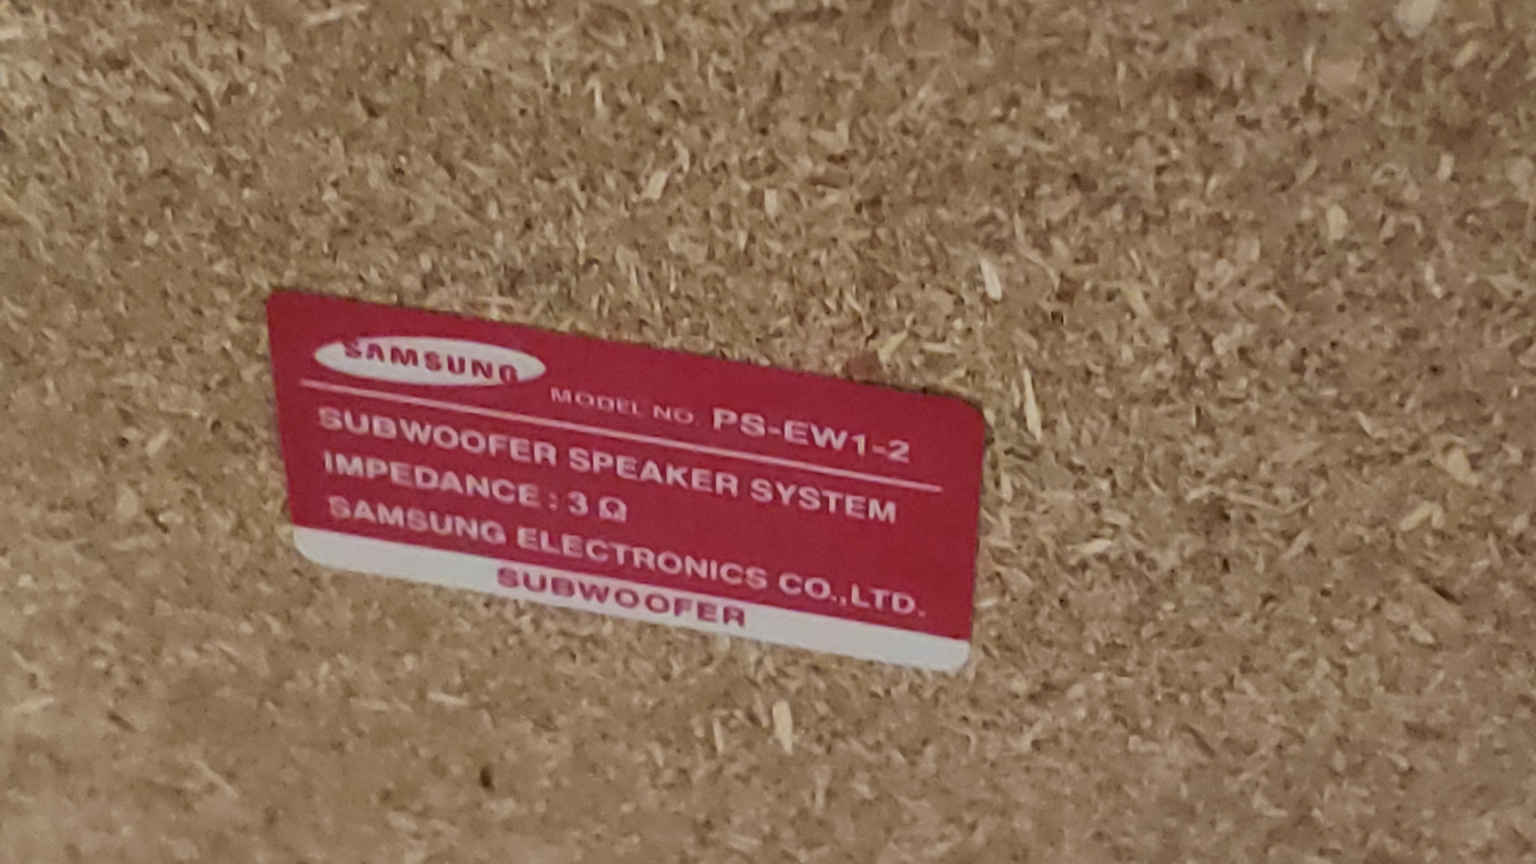 SAMSUNG MODEL NO. PS-EW1-2
SUBWOOFER SPEAKER SYSTEM
IMPEDANCE : 3 Ω
SAMSUNG ELECTRONICS CO.,LTD.
SUBWOOFER